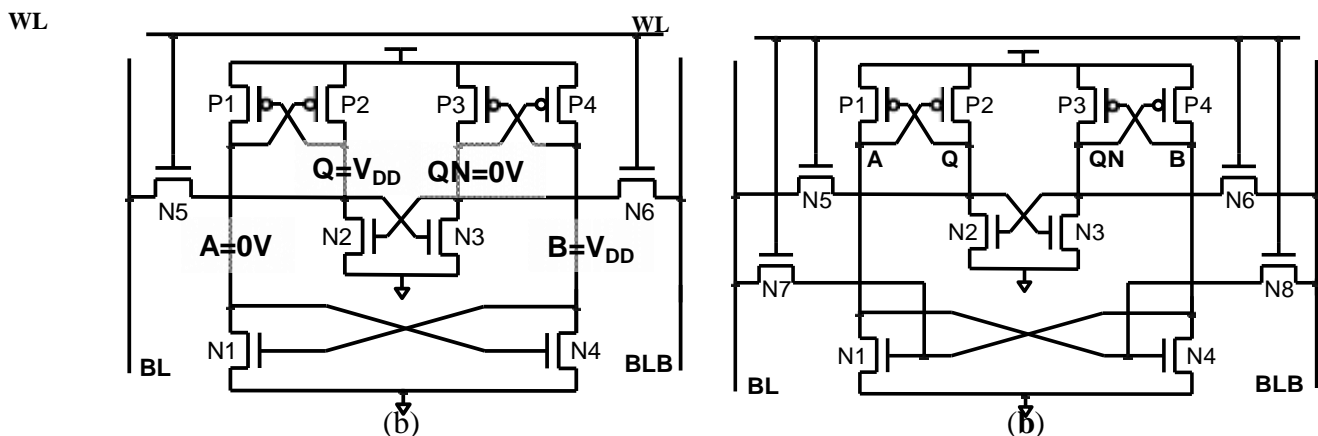 WL
WL
P1
P2
P3
P4
Q=VDD
QN=0V
N5
N6
N2
N3
A=0V
B=VDD
N1
N4
BL
BLB
(b)
P1
P2
P3
P4
A
Q
QN
B
N5
N6
N2
N3
N7
N8
N1
N4
BL
BLB
(b)